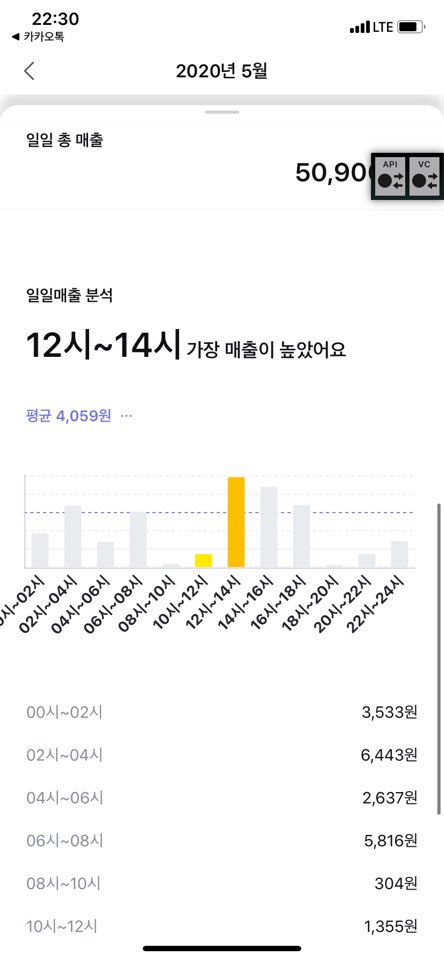 22:30
LTE
◀ 카카오톡
2020년 5월
일일 총 매출
API VC
일일매출 분석
12시~14시 가장 매출이 높았어요
평균 4,059원 ···
02시~04시
04시~06시
06시~08시
08시~10시
10시~12시
12시~14시
14시~16시
16시~18시
18시~20시
20시~22시
22시~24시
00시~02시 3,533원
02시~04시 6,443원
04시~06시 2,637원
06시~08시 5,816원
08시~10시 304원
10시~12시 1,355원